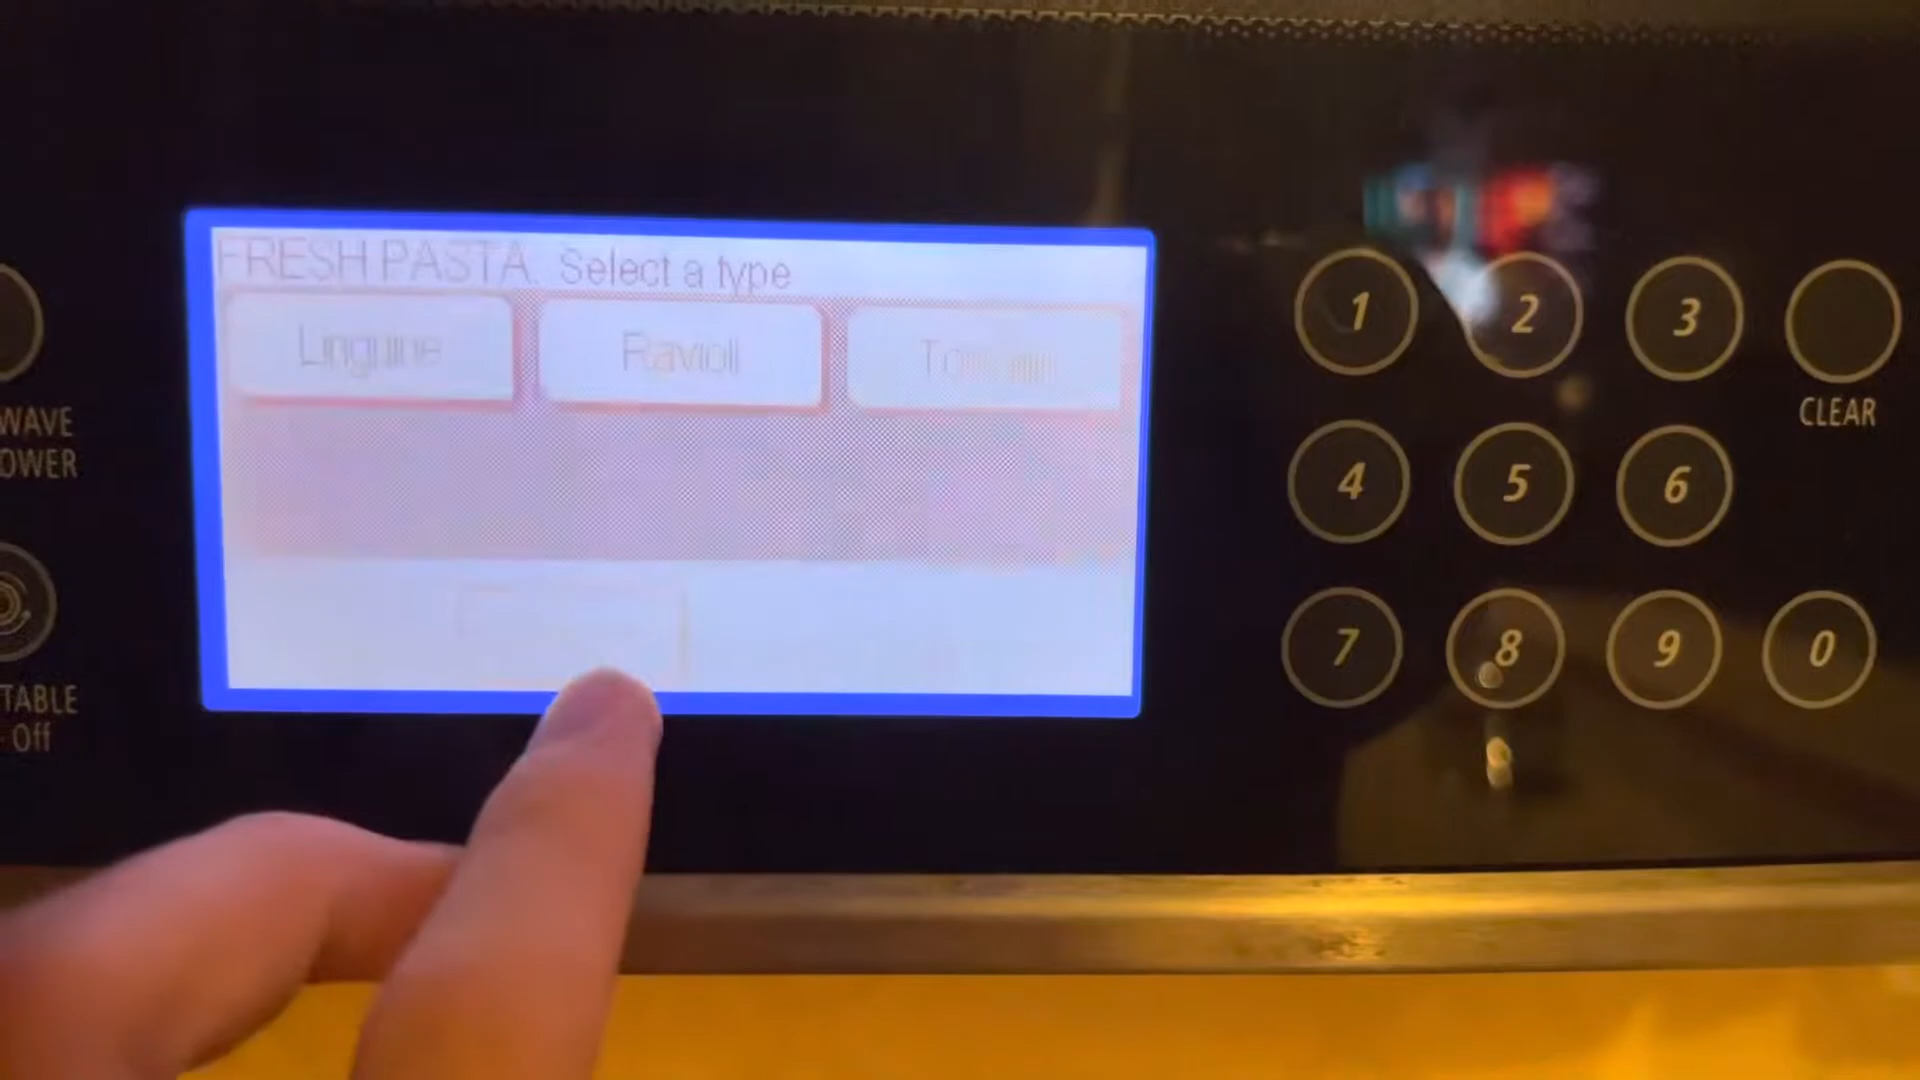 FRESH PASTA. Select a type
Linguine
Ravioli
1
2
3
CLEAR
WAVE
OWER
4
5
6
7
8
9
0
TABLE
- Off